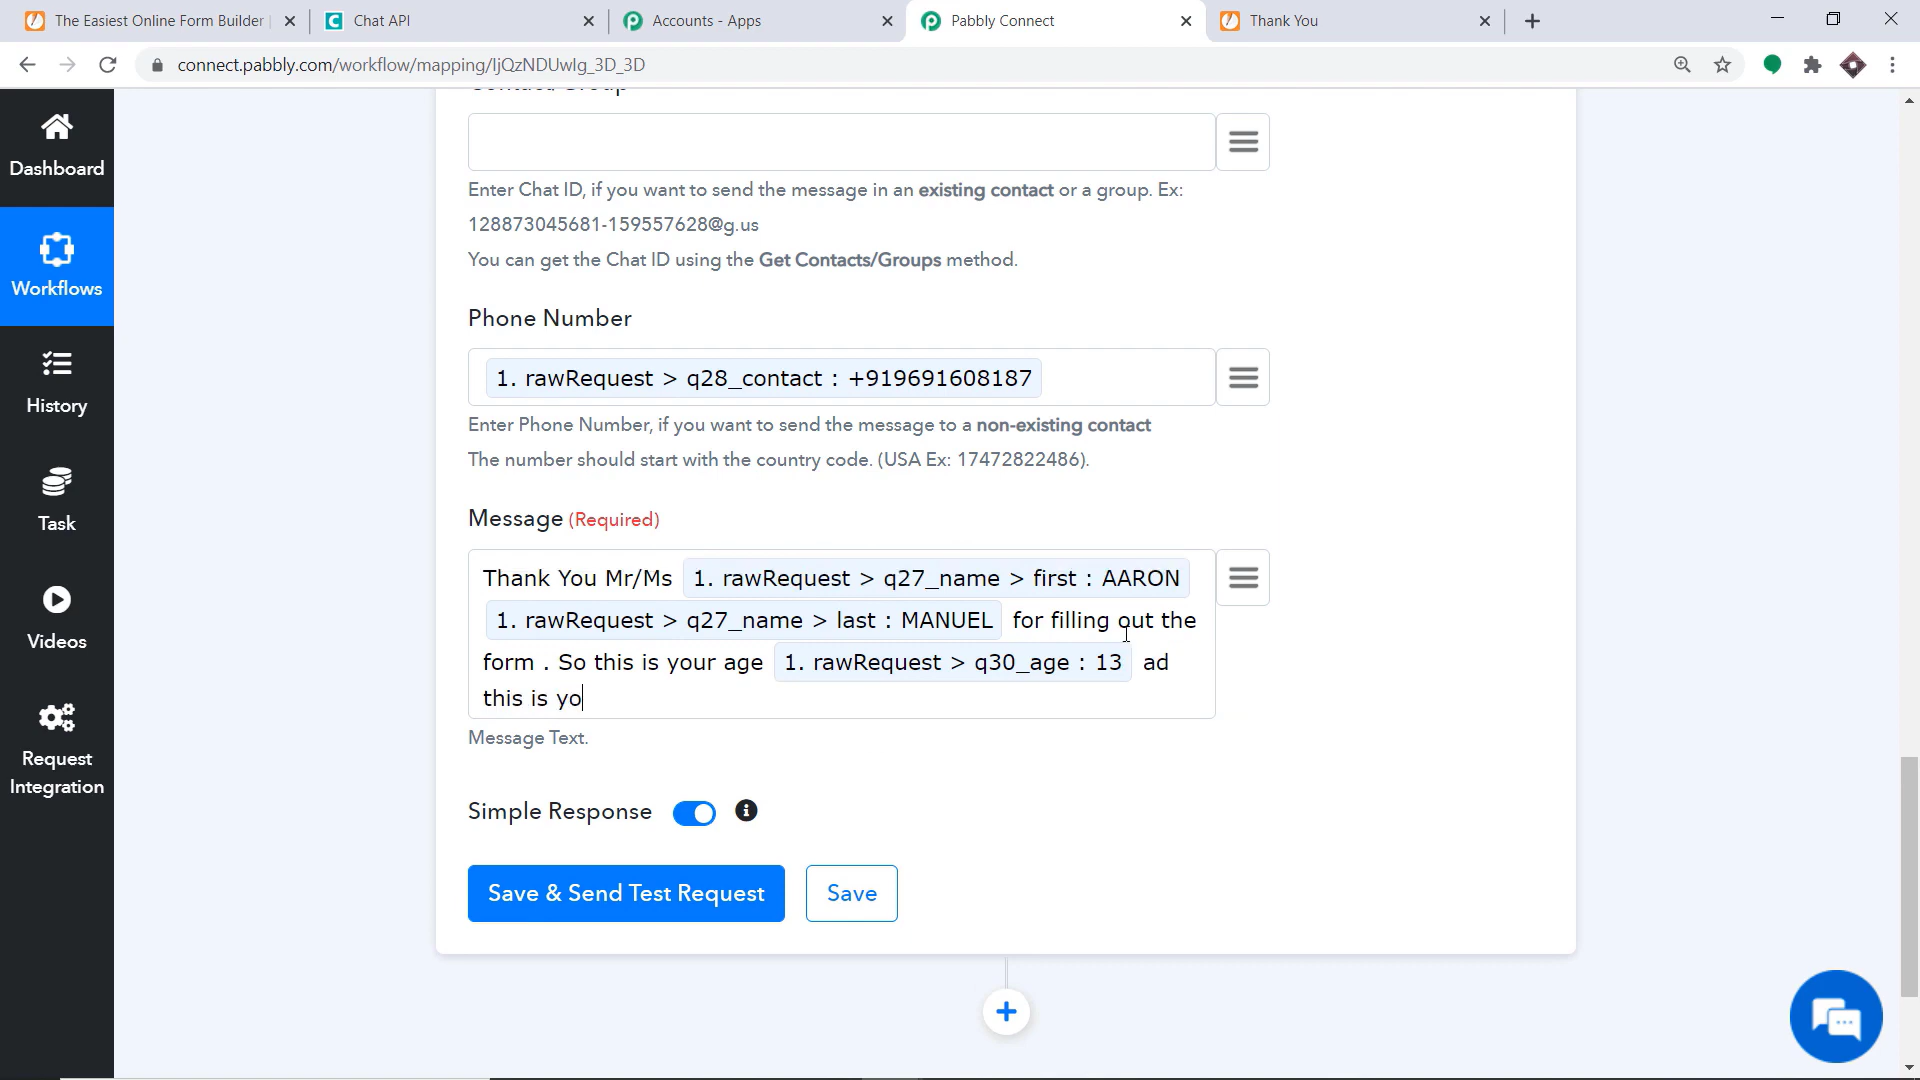 The Easiest Online Form Builder
Chat API
Accounts - Apps
Pabbly Connect
Thank You
connect.pabbly.com/workflow/mapping/IjQzNDUwIg_3D_3D
Dashboard
Workflows
History
Task
Videos
Request
Integration
Contact/Group
Enter Chat ID, if you want to send the message in an existing contact or a group. Ex:
128873045681-159557628@g.us
You can get the Chat ID using the Get Contacts/Groups method.
Phone Number
1. rawRequest > q28_contact : +919691608187
Enter Phone Number, if you want to send the message to a non-existing contact
The number should start with the country code. (USA Ex: 17472822486).
Message (Required)
Thank You Mr/Ms 1. rawRequest > q27_name > first : AARON
1. rawRequest > q27_name > last : MANUEL for filling out the
form . So this is your age 1. rawRequest > q30_age : 13 ad
this is yo
Message Text.
Simple Response
Save & Send Test Request
Save